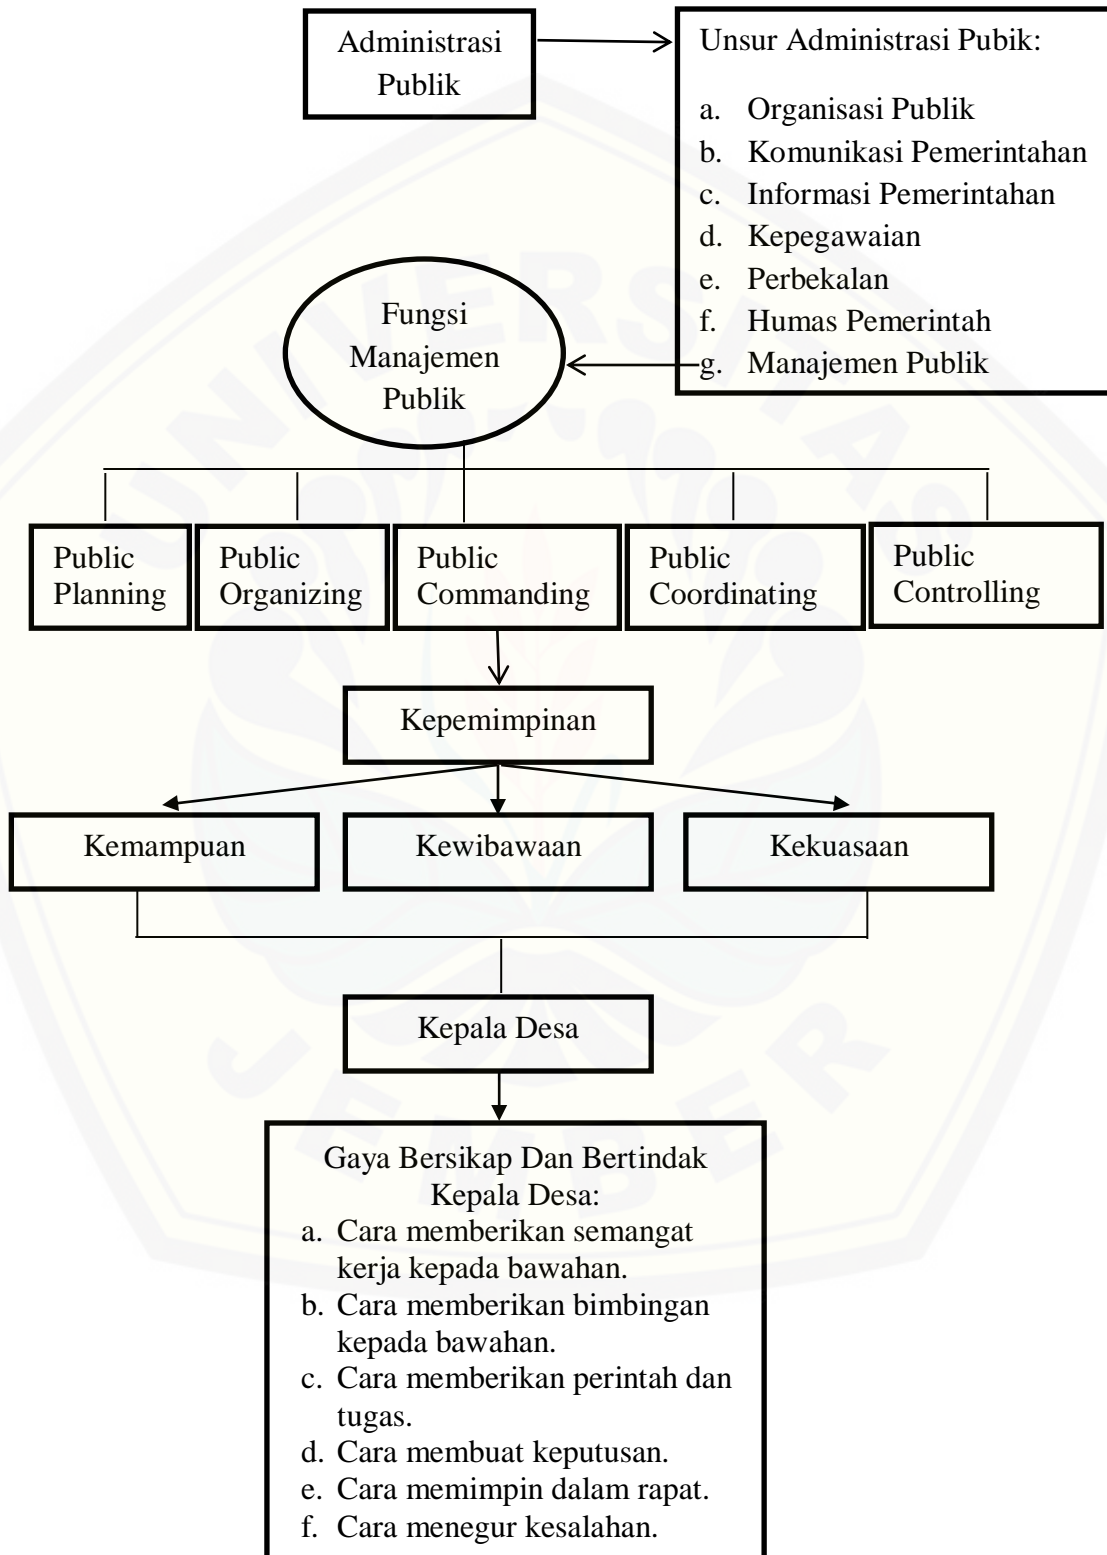 Administrasi
Publik
Unsur Administrasi Pubik:
a. Organisasi Publik
b. Komunikasi Pemerintahan
c. Informasi Pemerintahan
d. Kepegawaian
e. Perbekalan
f. Humas Pemerintah
g. Manajemen Publik
Fungsi
Manajemen
Publik
Public
Planning
Public
Organizing
Public
Commanding
Public
Coordinating
Public
Controlling
Kepemimpinan
Kemampuan
Kewibawaan
Kekuasaan
Kepala Desa
Gaya Bersikap Dan Bertindak
Kepala Desa:
a. Cara memberikan semangat
kerja kepada bawahan.
b. Cara memberikan bimbingan
kepada bawahan.
c. Cara memberikan perintah dan
tugas.
d. Cara membuat keputusan.
e. Cara memimpin dalam rapat.
f. Cara menegur kesalahan.
UNIVERSITAS
JEMBER